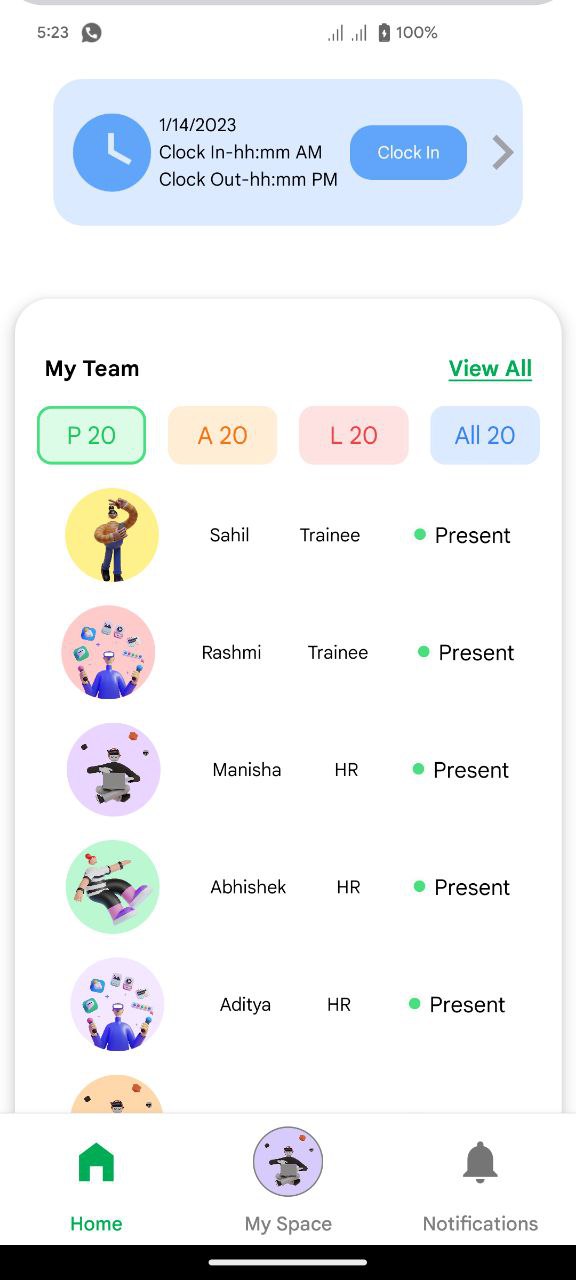 5:23 100%
1/14/2023
Clock In-hh:mm AM
Clock Out-hh:mm PM
Clock In
My Team View All
P 20 A 20 L 20 All 20
Sahil Trainee Present
Rashmi Trainee Present
Manisha HR Present
Abhishek HR Present
Aditya HR Present
Home My Space Notifications